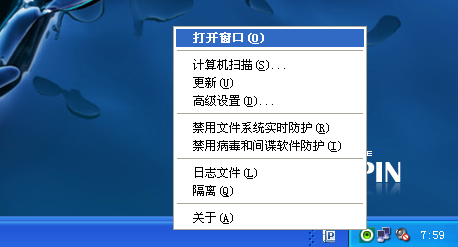 打开窗口(O)
计算机扫描(S)...
更新(U)
高级设置(D)...
禁用文件系统实时防护(R)
禁用病毒和间谍软件防护(I)
日志文件(L)
隔离(Q)
关于(A)
PIN
P
7:59